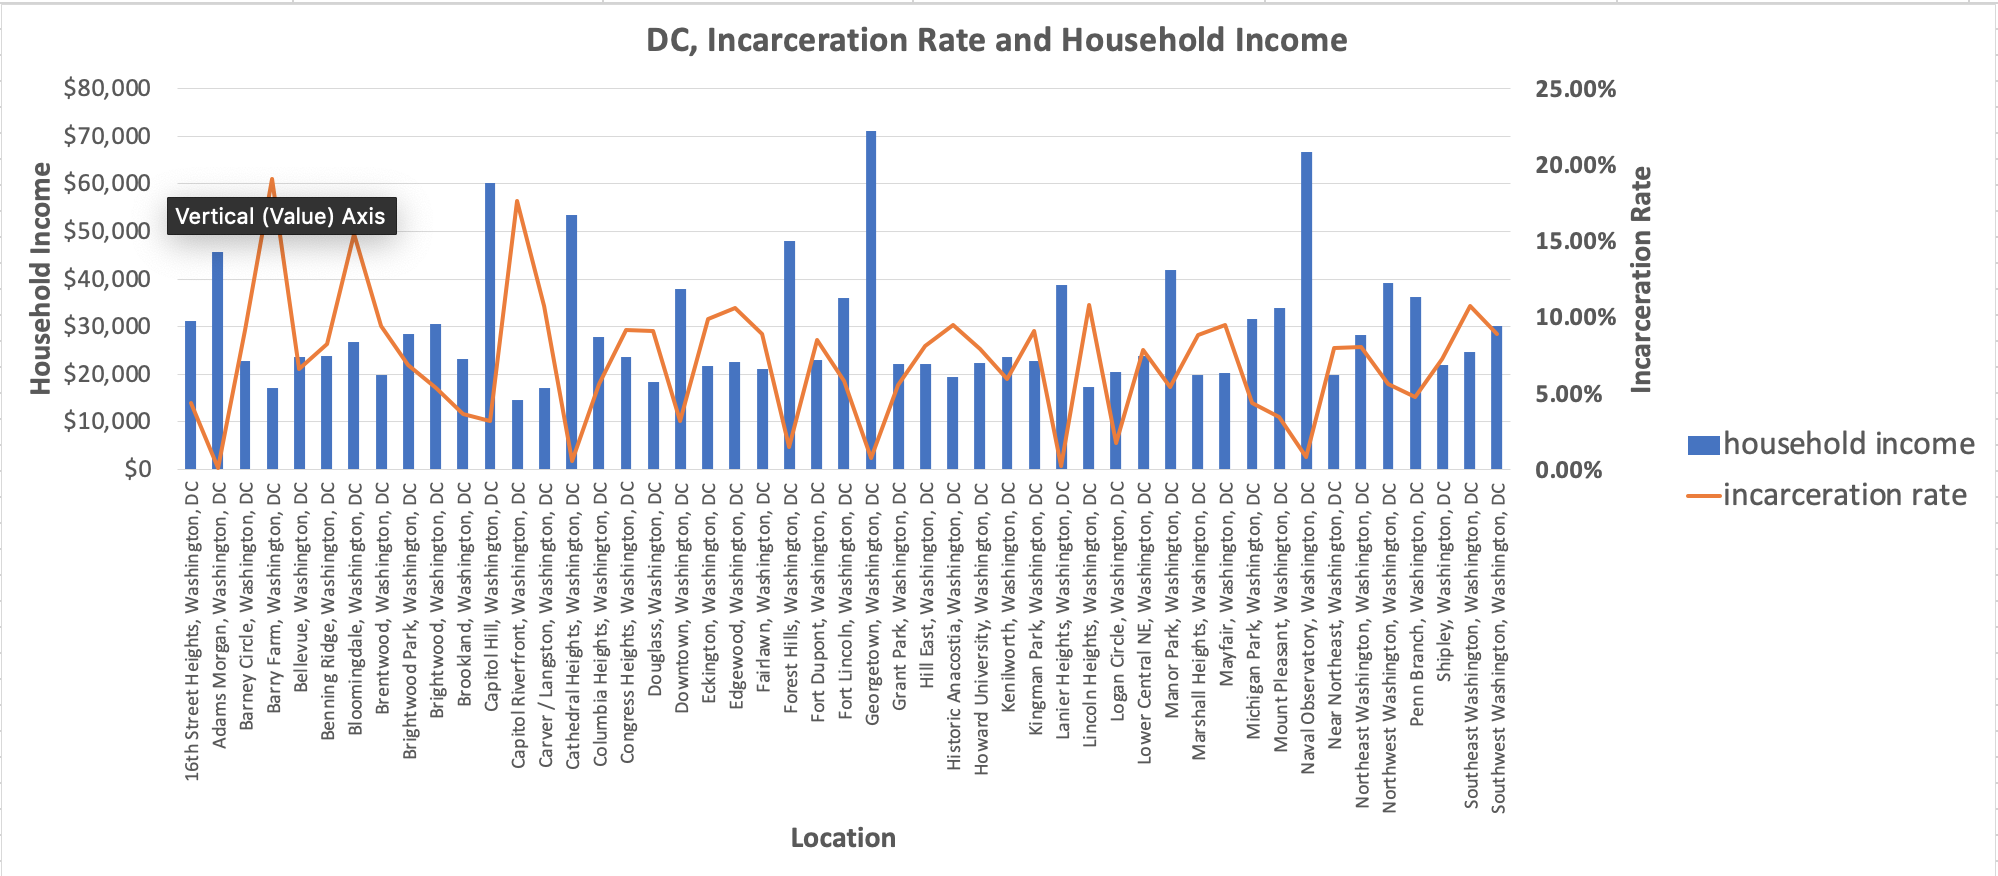 DC, Incarceration Rate and Household Income
$80,000
$70,000
$60,000
$50,000
$40,000
$30,000
$20,000
$10,000
$0
Household Income
Vertical (Value) Axis
25.00%
20.00%
15.00%
10.00%
5.00%
0.00%
Incarceration Rate
household income
incarceration rate
16th Street Heights, Washington, DC
Adams Morgan, Washington, DC
Barney Circle, Washington, DC
Barry Farm, Washington, DC
Bellevue, Washington, DC
Benning Ridge, Washington, DC
Bloomingdale, Washington, DC
Brentwood, Washington, DC
Brightwood Park, Washington, DC
Brightwood, Washington, DC
Brookland, Washington, DC
Capitol Hill, Washington, DC
Capitol Riverfront, Washington, DC
Carver / Langston, Washington, DC
Cathedral Heights, Washington, DC
Columbia Heights, Washington, DC
Congress Heights, Washington, DC
Douglass, Washington, DC
Downtown, Washington, DC
Eckington, Washington, DC
Edgewood, Washington, DC
Fairlawn, Washington, DC
Forest Hills, Washington, DC
Fort Dupont, Washington, DC
Fort Lincoln, Washington, DC
Georgetown, Washington, DC
Grant Park, Washington, DC
Hill East, Washington, DC
Historic Anacostia, Washington, DC
Howard University, Washington, DC
Kenilworth, Washington, DC
Kingman Park, Washington, DC
Lanier Heights, Washington, DC
Lincoln Heights, Washington, DC
Logan Circle, Washington, DC
Lower Central NE, Washington, DC
Manor Park, Washington, DC
Marshall Heights, Washington, DC
Mayfair, Washington, DC
Michigan Park, Washington, DC
Mount Pleasant, Washington, DC
Naval Observatory, Washington, DC
Near Northeast, Washington, DC
Northeast Washington, Washington, DC
Northwest Washington, Washington, DC
Penn Branch, Washington, DC
Shipley, Washington, DC
Southeast Washington, Washington, DC
Southwest Washington, Washington, DC
Location